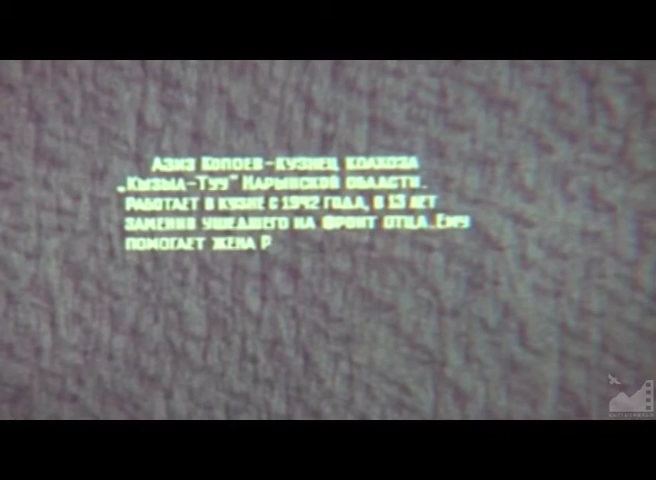 Азиз Копоев-кузнец колхоза
„Кызыл-Туу" Нарынской области.
работает в кузне с 1942 года, в 13 лет
заменив ушедшего на фронт отца. Ему
помогает жена Р